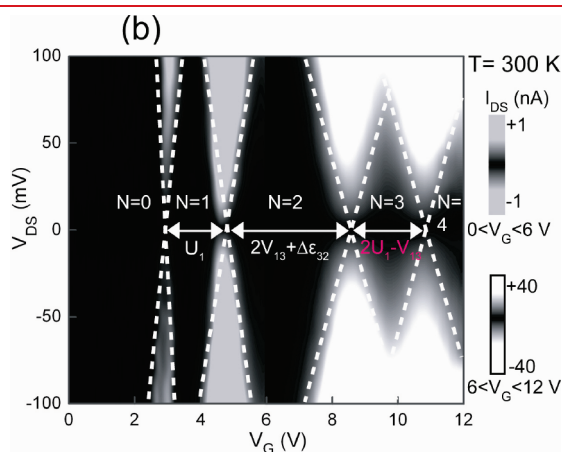 (b)
T= 300 K
I_DS (nA)
+1
-1
0<V_G<6 V
+40
-40
6<V_G<12 V
V_DS (mV)
100
50
0
-50
-100
N=0 N=1 N=2 N=3 N=
4
U_1 2V_13+Δε_32 2U_1-V_
0 2 4 6 8 10 12
V_G (V)